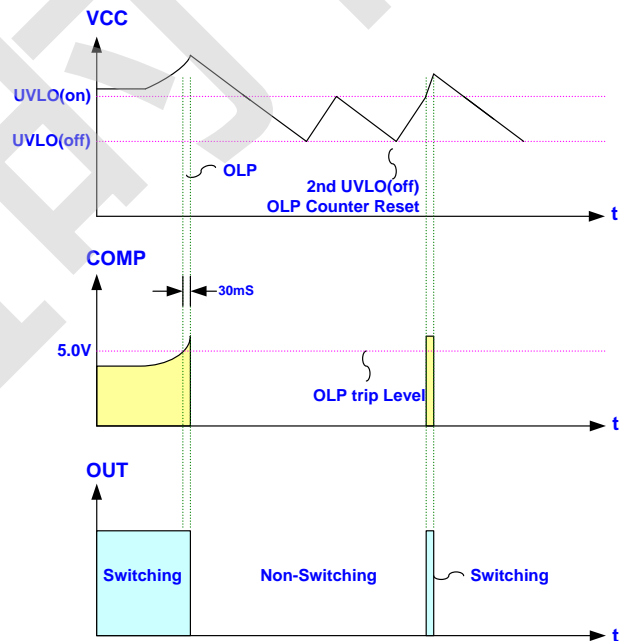 VCC
UVLO(on)
UVLO(off)
OLP
2nd UVLO(off)
OLP Counter Reset
t
COMP
30mS
5.0V
OLP trip Level
t
OUT
Switching
Non-Switching
Switching
t